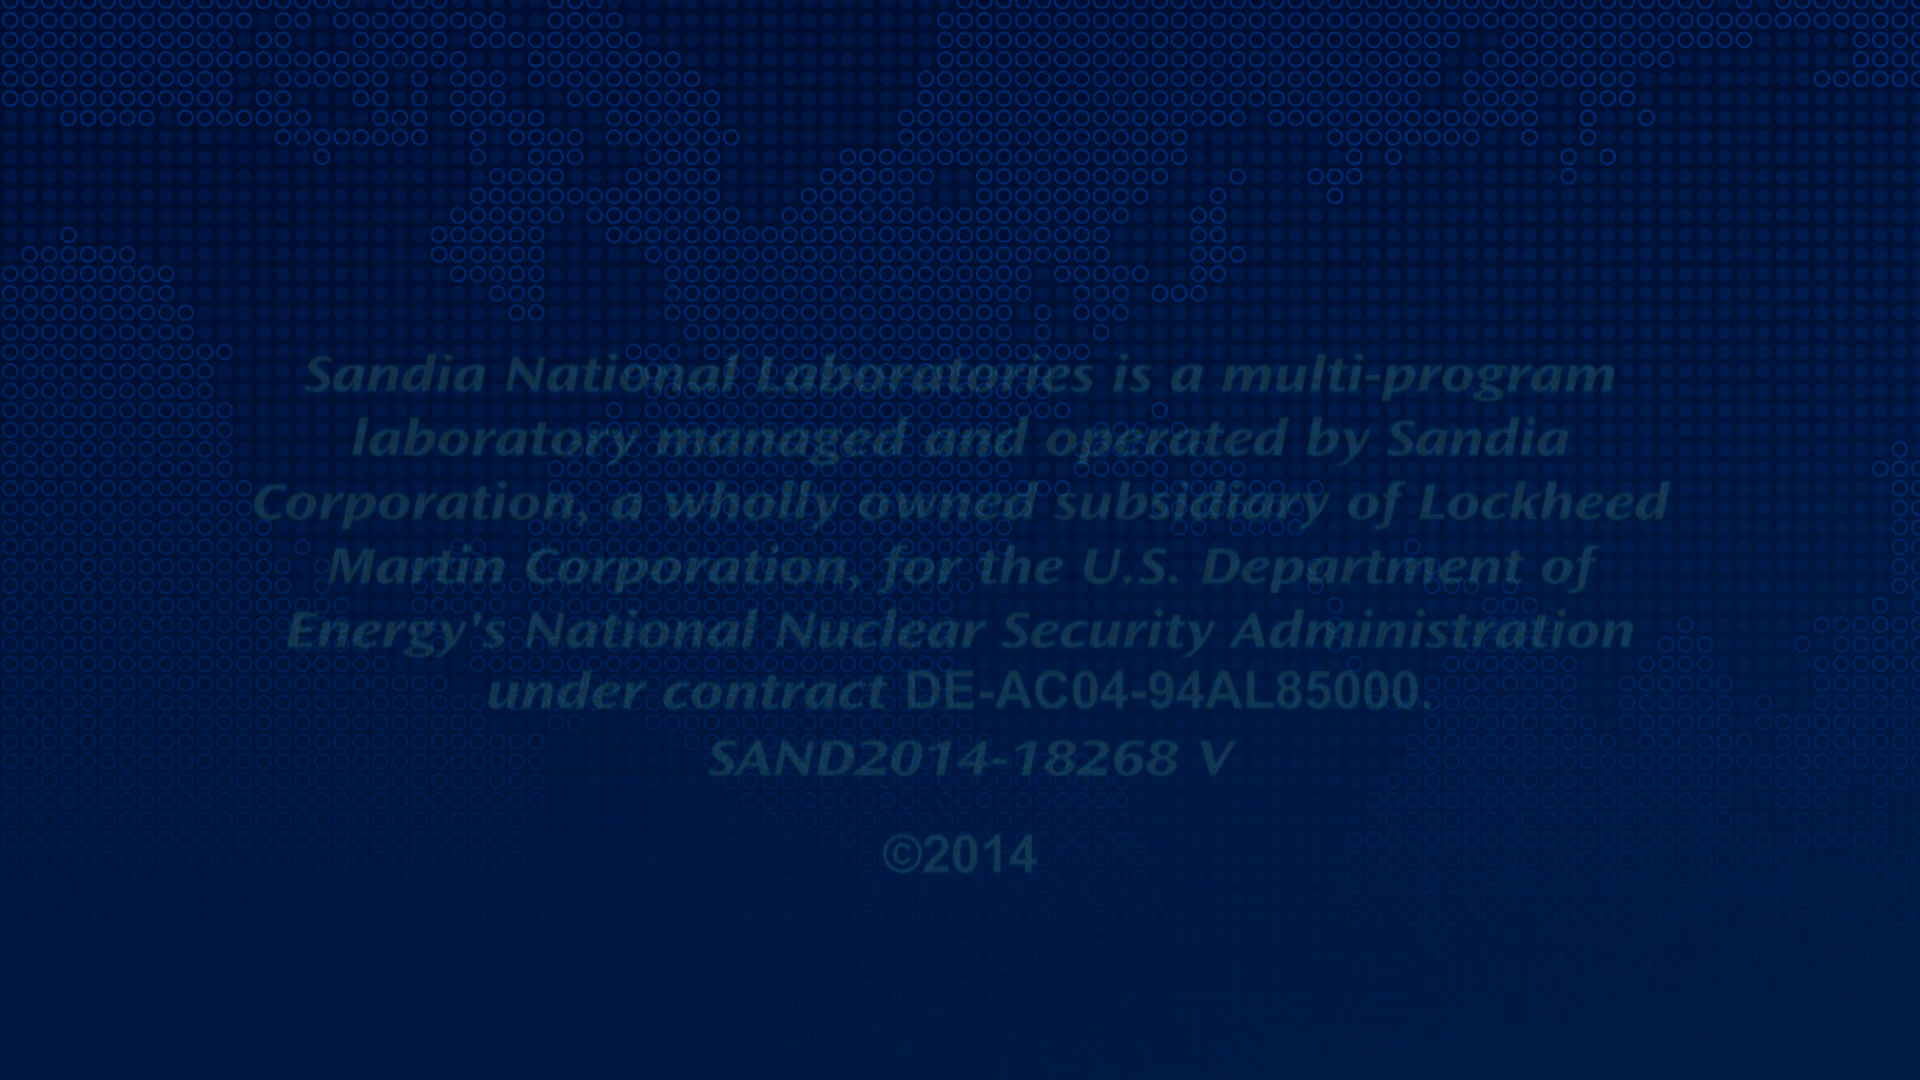 Sandia National Laboratories is a multi-program
laboratory managed and operated by Sandia
Corporation, a wholly owned subsidiary of Lockheed
Martin Corporation, for the U.S. Department of
Energy's National Nuclear Security Administration
under contract DE-AC04-94AL85000.
SAND2014-18268 V
©2014